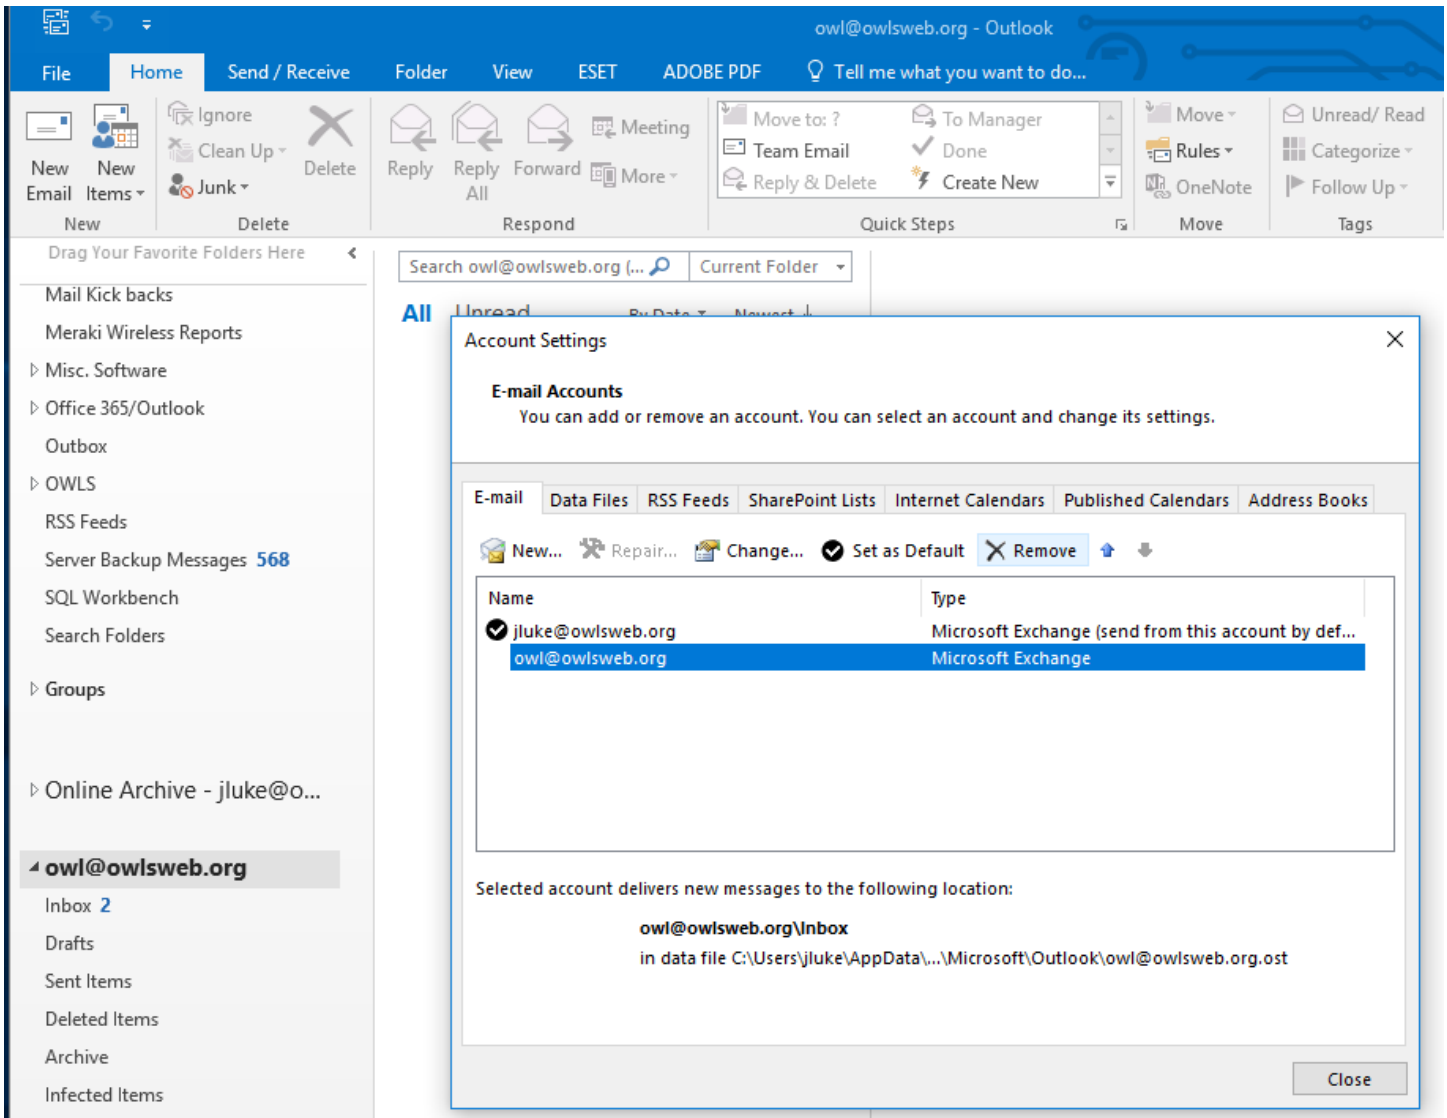 owl@owlsweb.org - Outlook
File Home Send / Receive Folder View ESET ADOBE PDF Tell me what you want to do...
New Email
New Items
Ignore
Clean Up
Junk
Delete
Reply
Reply All
Forward
Meeting
More
Move to: ?
Team Email
Reply & Delete
To Manager
Done
Create New
Move
Rules
OneNote
Unread/ Read
Categorize
Follow Up
New Delete Respond Quick Steps Move Tags
Drag Your Favorite Folders Here
Mail Kick backs
Meraki Wireless Reports
Misc. Software
Office 365/Outlook
Outbox
OWLS
RSS Feeds
Server Backup Messages 568
SQL Workbench
Search Folders
Groups
Online Archive - jluke@o...
owl@owlsweb.org
Inbox 2
Drafts
Sent Items
Deleted Items
Archive
Infected Items
Search owl@owlsweb.org (... Current Folder
All Unread By Date Newest
Account Settings
E-mail Accounts
You can add or remove an account. You can select an account and change its settings.
E-mail Data Files RSS Feeds SharePoint Lists Internet Calendars Published Calendars Address Books
New... Repair... Change... Set as Default Remove
Name Type
jluke@owlsweb.org Microsoft Exchange (send from this account by def...
owl@owlsweb.org Microsoft Exchange
Selected account delivers new messages to the following location:
owl@owlsweb.org\Inbox
in data file C:\Users\jluke\AppData\...\Microsoft\Outlook\owl@owlsweb.org.ost
Close